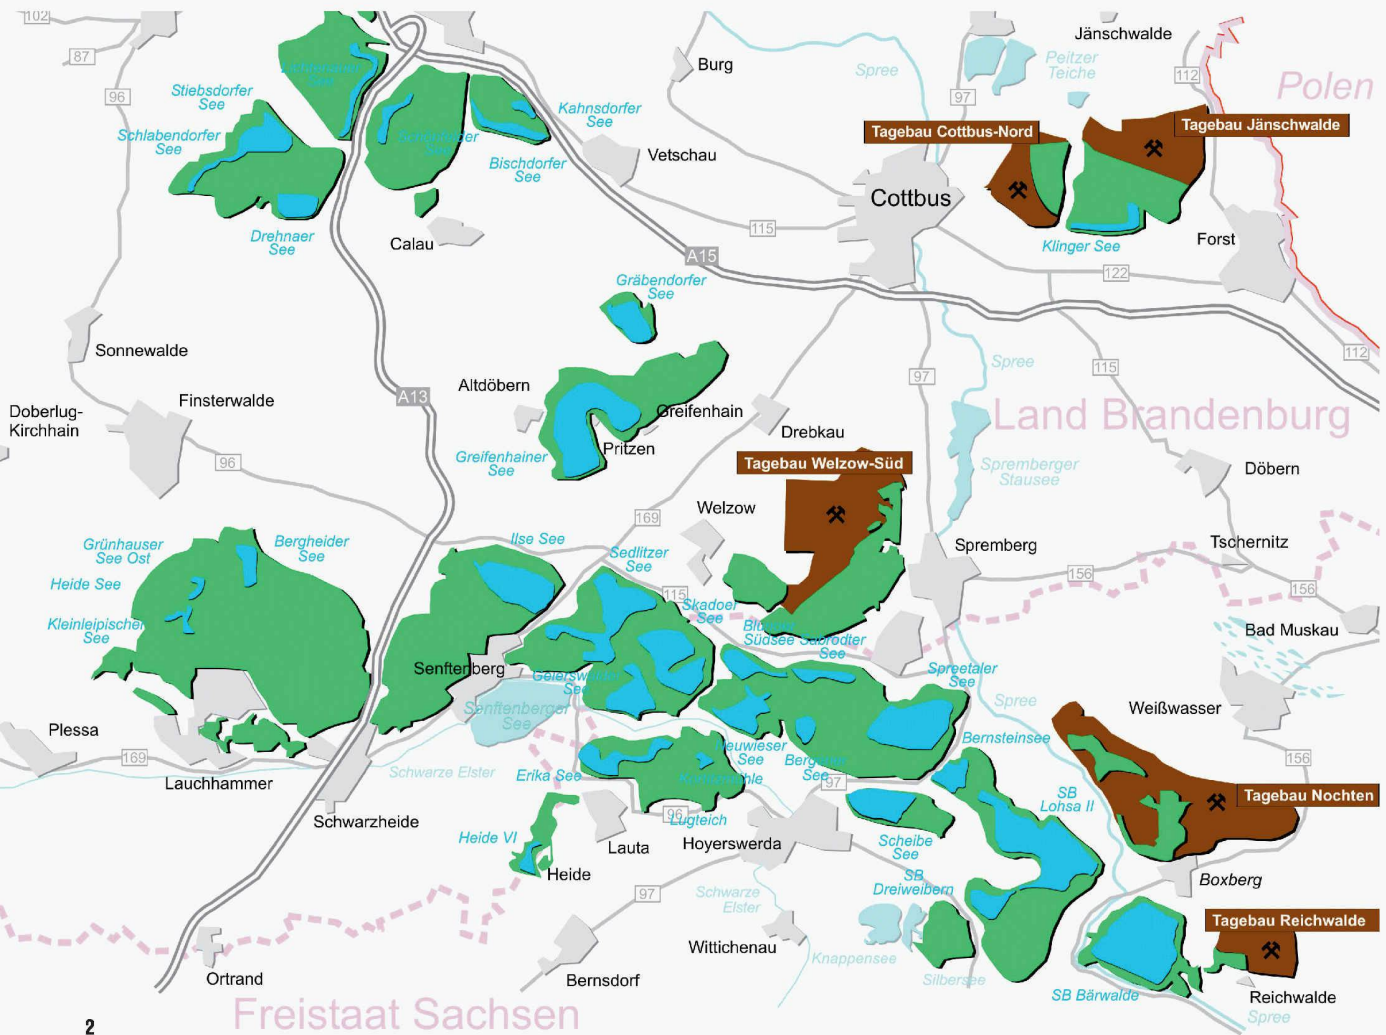 102
Jänschwalde
87
Burg
Spree
Peitzer
Teiche
112
Polen
Stiebsdorfer
See
96
97
Kahnsdorfer
See
Schlabendorfer
See
Tagebau Cottbus-Nord
Tagebau Jänschwalde
See
Vetschau
Bischdorfer
See
Cottbus
115
Drehnaer
See
Calau
Klinger See
Forst
A15
122
Gräbendorfer
See
Sonnewalde
Spree
112
97
115
Altdöbern
A13
Finsterwalde
Doberlug-
Kirchhain
Greifenhain
Drebkau
Land Brandenburg
Pritzen
Greifenhainer
See
96
Tagebau Welzow-Süd
Spremberger
Stausee
Döbern
Welzow
169
Grünhauser
See Ost
Bergheider
See
Ilse See
Sedlitzer
See
Spremberg
Tschernitz
Heide See
156
156
115
Skadoer
See
Kleinleipischer
See
Südsee
Sabrodter
See
Bad Muskau
Senftenberg
Geierswalder
See
Spreetaler
See
Spree
Senftenberger
See
Weißwasser
Plessa
169
Neuwieser
See
Bernsteinsee
156
Lauchhammer
Schwarze Elster
Erika See
Bergener
See
97
SB
Lohsa II
Tagebau Nochten
Schwarzheide
96
Lugteich
Heide VI
Lauta
Hoyerswerda
Scheibe
See
Heide
SB
Dreiweibern
Boxberg
97
Schwarze
Elster
Tagebau Reichwalde
Wittichenau
Knappensee
Ortrand
Bernsdorf
Silbersee
SB Bärwalde
Reichwalde
Freistaat Sachsen
Spree
2